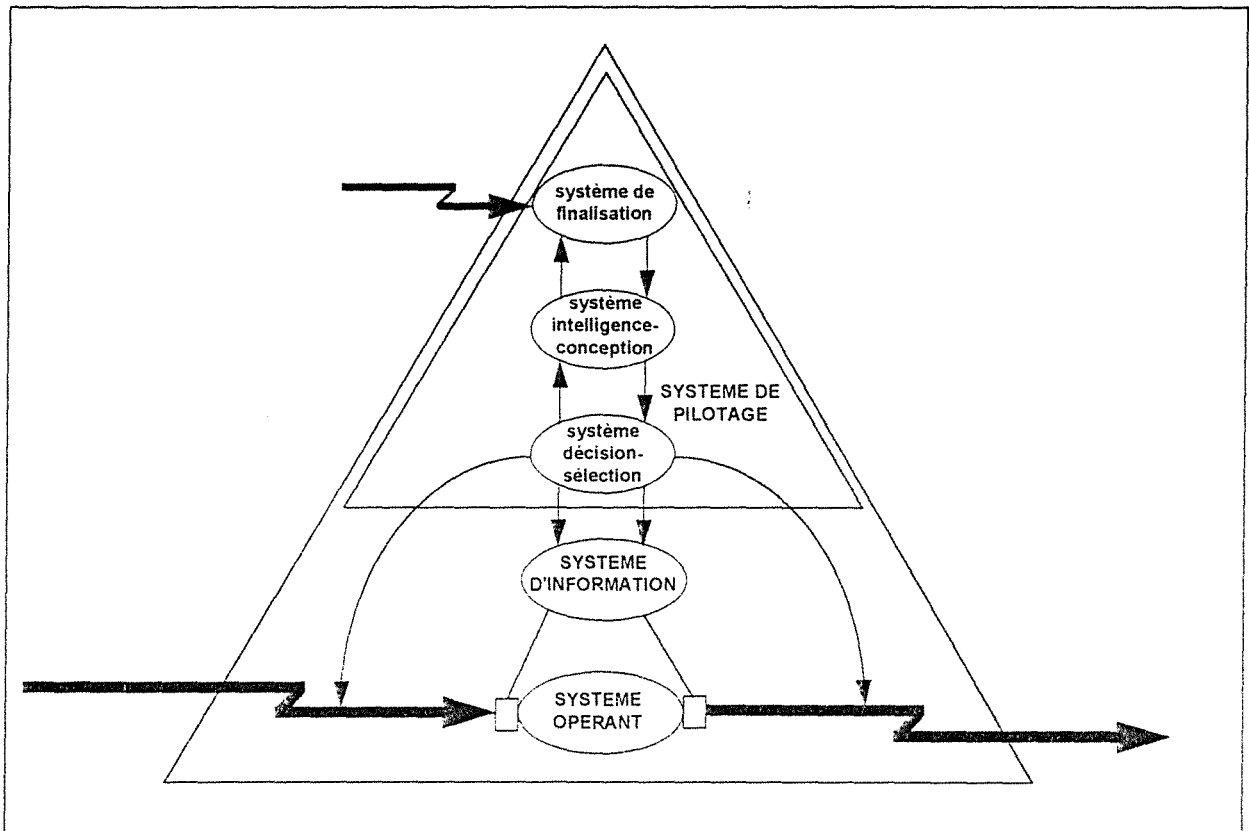 système de
finalisation
système
intelligence-
conception
SYSTEME DE
PILOTAGE
système
décision-
sélection
SYSTEME
D'INFORMATION
SYSTEME
OPERANT